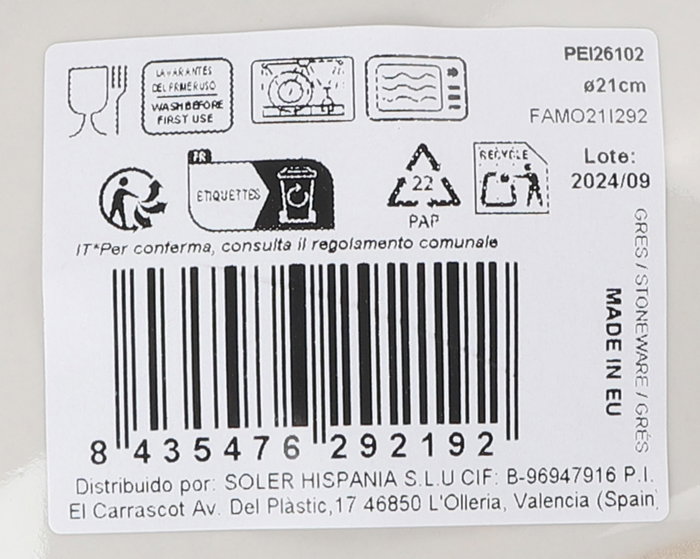 LAVAR ANTES
DEL PRIMER USO
WASH BEFORE
FIRST USE
PEI26102
ø21cm
FAMO21I292
Lote:
2024/09
FR
ETIQUETTES
22
PAP
RECYCLE
IT*Per conferma, consulta il regolamento comunale
GRES / STONEWARE / GRÉS
MADE IN EU
8 435476 292192
Distribuido por: SOLER HISPANIA S.L.U CIF: B-96947916 P.I.
El Carrascot Av. Del Plàstic,17 46850 L'Olleria, Valencia (Spain